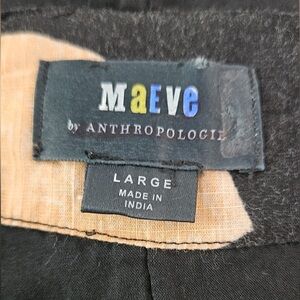 MaEVe
by ANTHROPOLOGIE
LARGE
MADE IN
INDIA